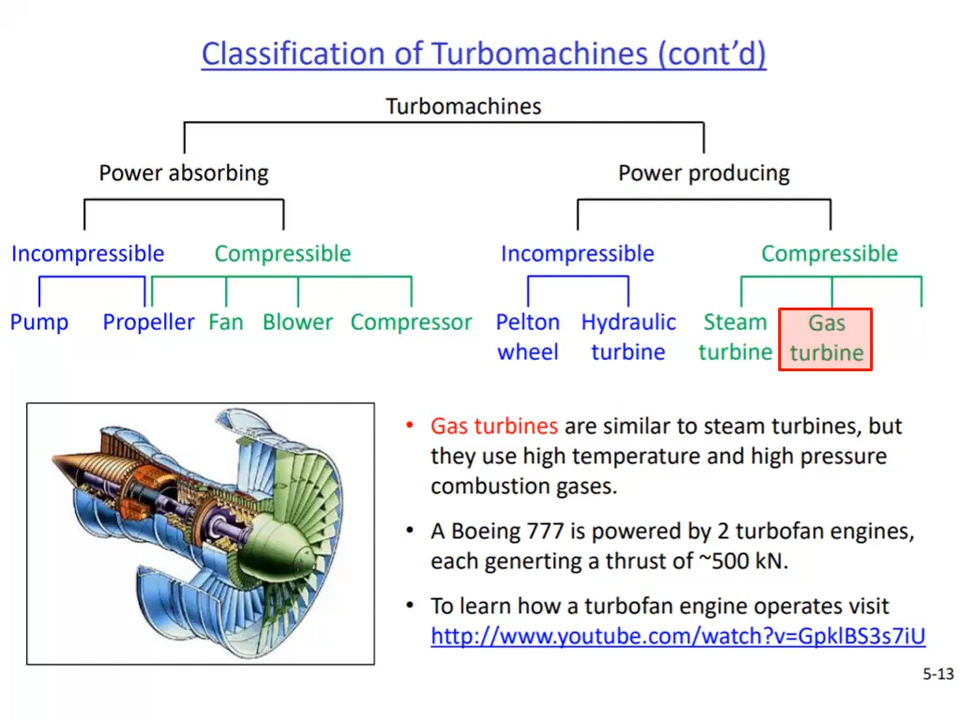 Classification of Turbomachines (cont’d)
Turbomachines
Power absorbing Power producing
Incompressible Compressible Incompressible Compressible
Pump Propeller Fan Blower Compressor Pelton wheel Hydraulic turbine Steam turbine Gas turbine
• Gas turbines are similar to steam turbines, but
they use high temperature and high pressure
combustion gases.
• A Boeing 777 is powered by 2 turbofan engines,
each generting a thrust of ~500 kN.
• To learn how a turbofan engine operates visit
http://www.youtube.com/watch?v=GpklBS3s7iU
5-13